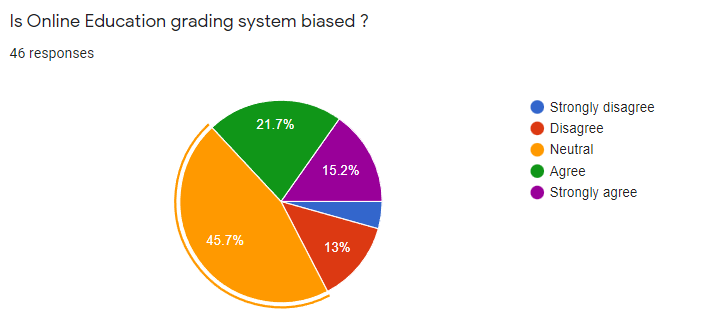 Is Online Education grading system biased ?
46 responses
21.7%
15.2%
45.7%
13%
Strongly disagree
Disagree
Neutral
Agree
Strongly agree